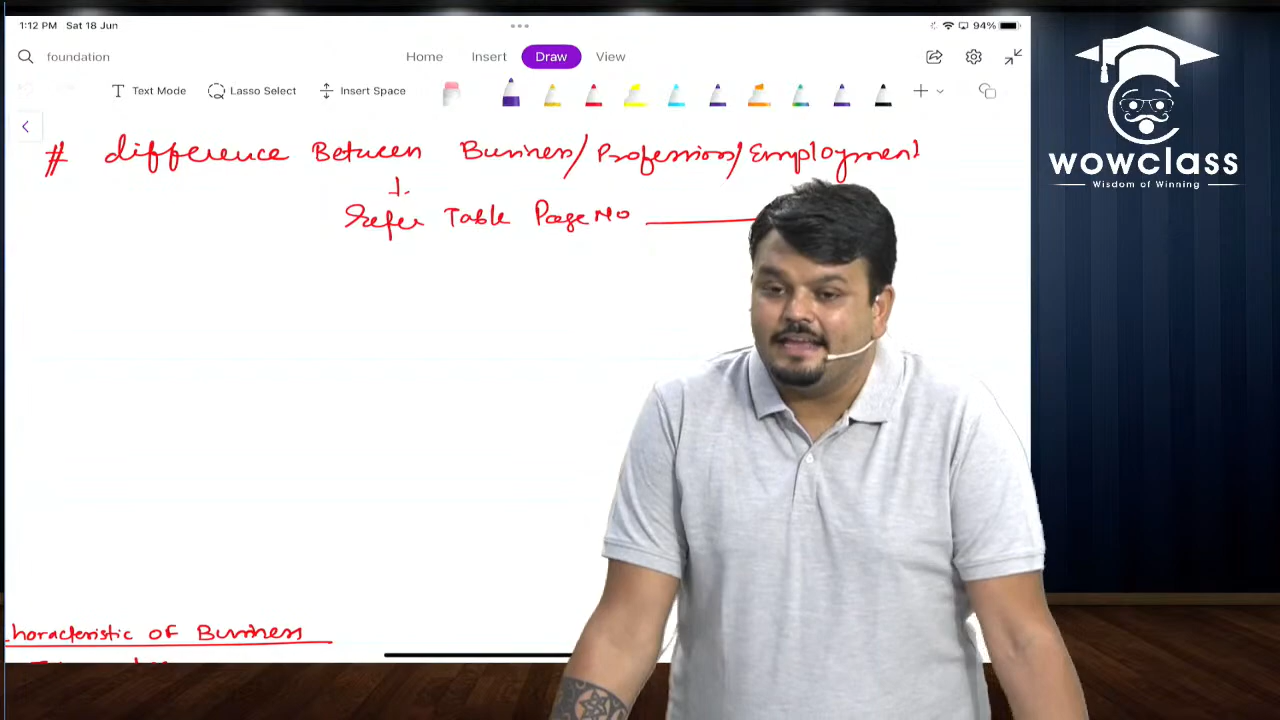 1:12 PM Sat 18 Jun
94%
foundation
Home Insert Draw View
Text Mode Lasso Select Insert Space
# difference Between Business/Profession/Employment
Refer Table Page No
Characteristic of Business
wowclass
Wisdom of Winning